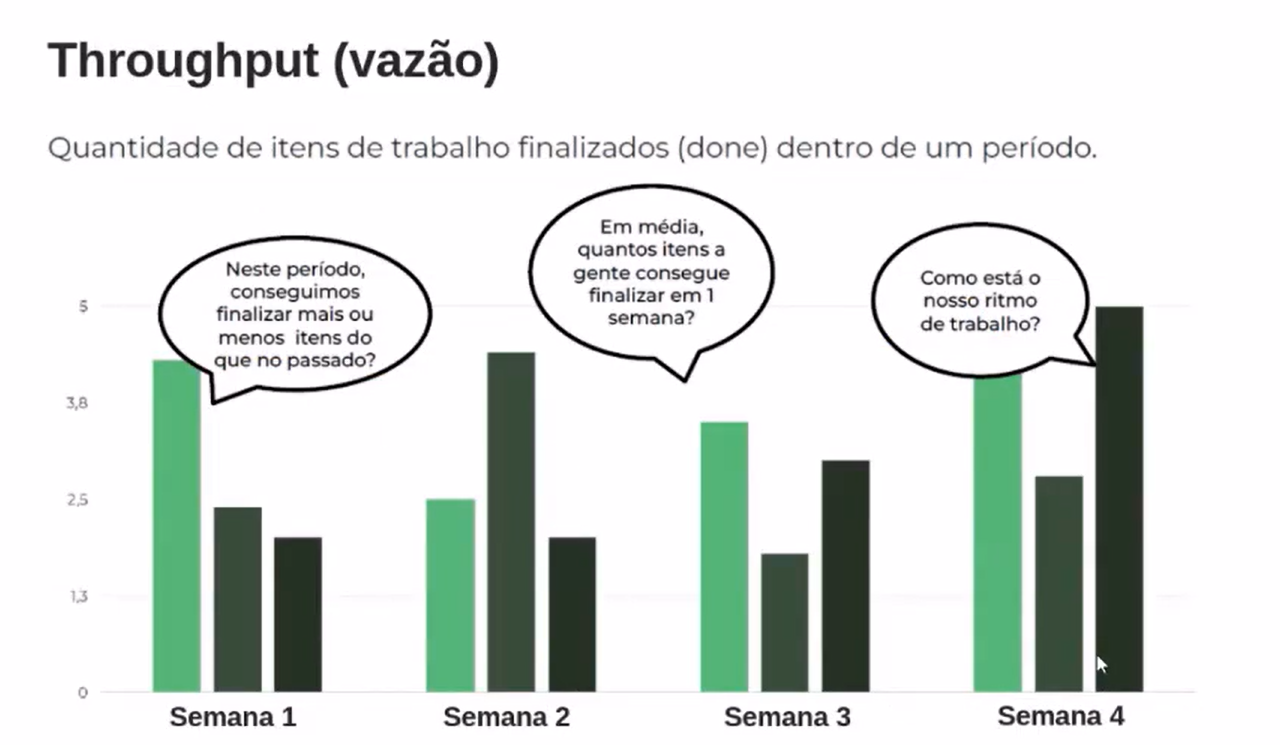 Throughput (vazão)
Quantidade de itens de trabalho finalizados (done) dentro de um período.
Neste período,
conseguimos
finalizar mais ou
menos itens do
que no passado?
Em média,
quantos itens a
gente consegue
finalizar em 1
semana?
Como está o
nosso ritmo
de trabalho?
5
3,8
2,5
1,3
0
Semana 1
Semana 2
Semana 3
Semana 4